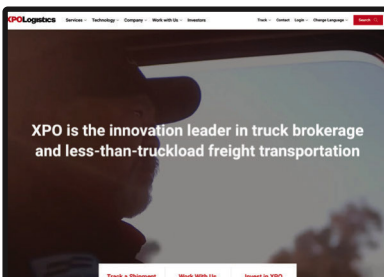 XPOLogistics Services Technology Company Work with Us Investors Track Contact Login Change Language Search
XPO is the innovation leader in truck brokerage
and less-than-truckload freight transportation
Track a Shipment Work With Us Invest in XPO